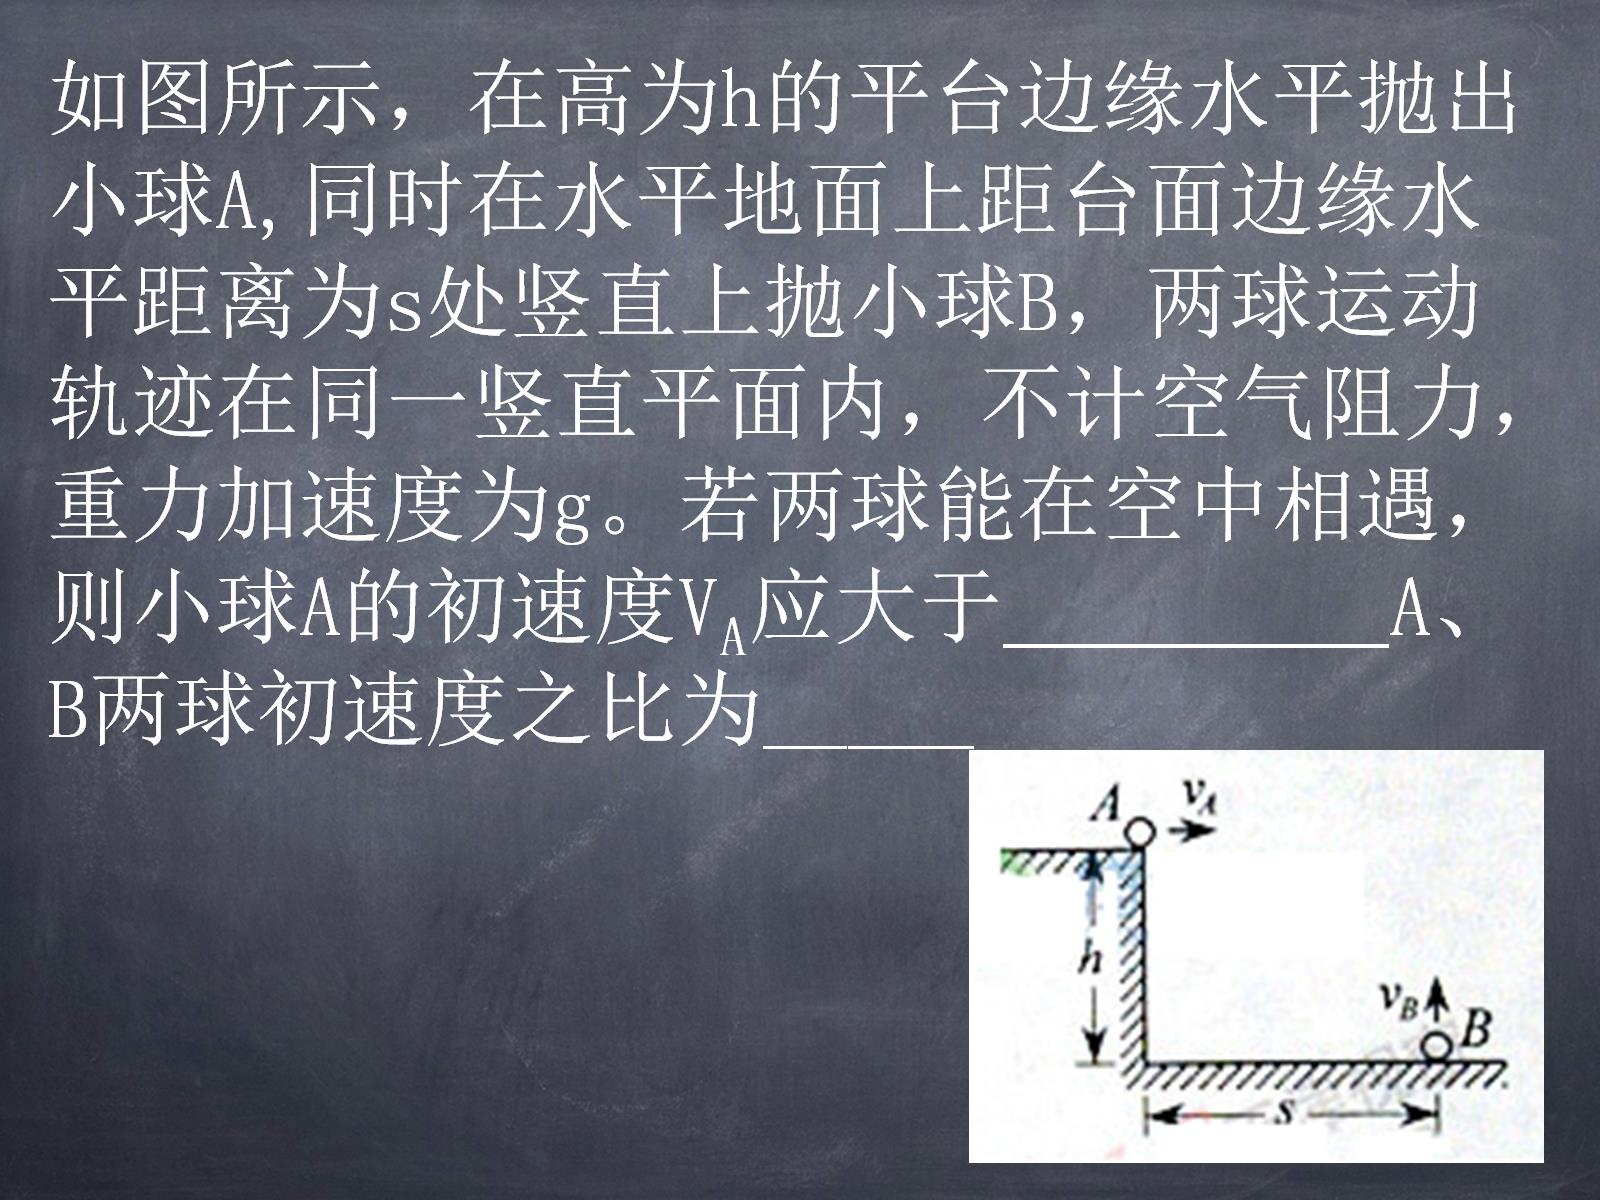 如图所示，在高为h的平台边缘水平抛出
小球A,同时在水平地面上距台面边缘水
平距离为s处竖直上抛小球B，两球运动
轨迹在同一竖直平面内，不计空气阻力，
重力加速度为g。若两球能在空中相遇，
则小球A的初速度VA应大于_________A、
B两球初速度之比为_____
A vA
h
vB B
s